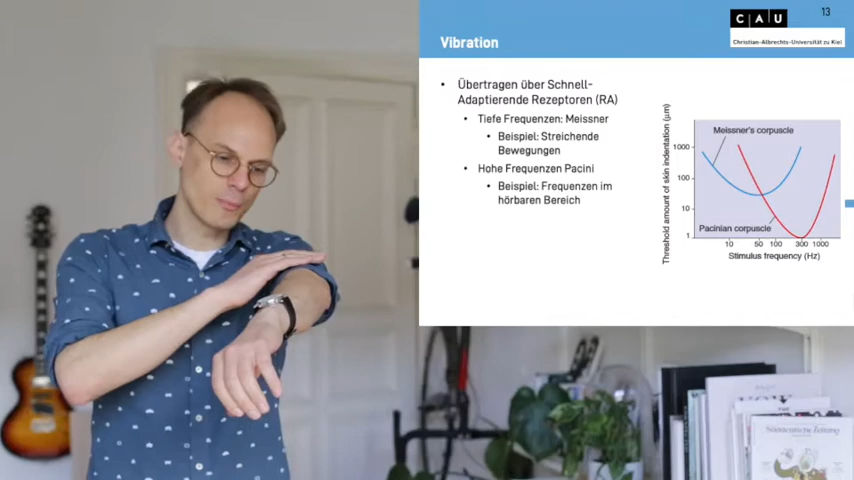 13
CAU
Christian-Albrechts-Universität zu Kiel
Vibration
• Übertragen über Schnell-
Adaptierende Rezeptoren (RA)
• Tiefe Frequenzen: Meissner
• Beispiel: Streichende
Bewegungen
• Hohe Frequenzen Pacini
• Beispiel: Frequenzen im
hörbaren Bereich
Threshold amount of skin indentation (μm)
1000
100
10
1
Meissner's corpuscle
Pacinian corpuscle
10 50 100 300 1000
Stimulus frequency (Hz)
Süddeutsche Zeitung